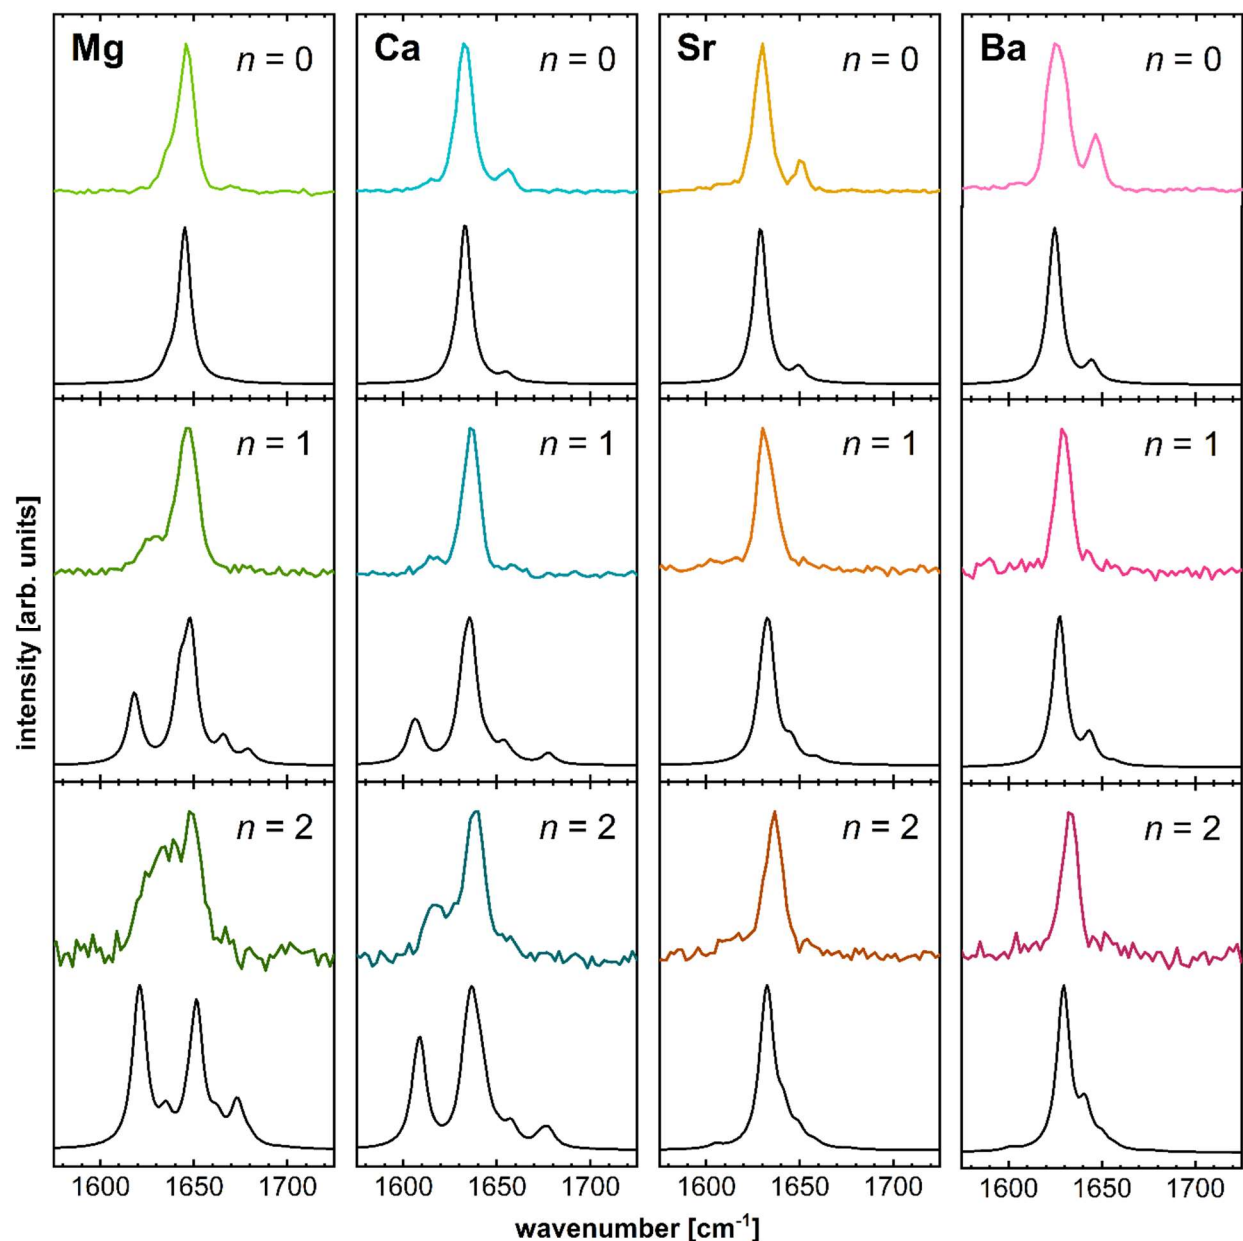 Mg
n = 0
Ca
n = 0
Sr
n = 0
Ba
n = 0
n = 1
n = 1
n = 1
n = 1
n = 2
n = 2
n = 2
n = 2
intensity [arb. units]
1600 1650 1700
1600 1650 1700
1600 1650 1700
1600 1650 1700
wavenumber [cm⁻¹]